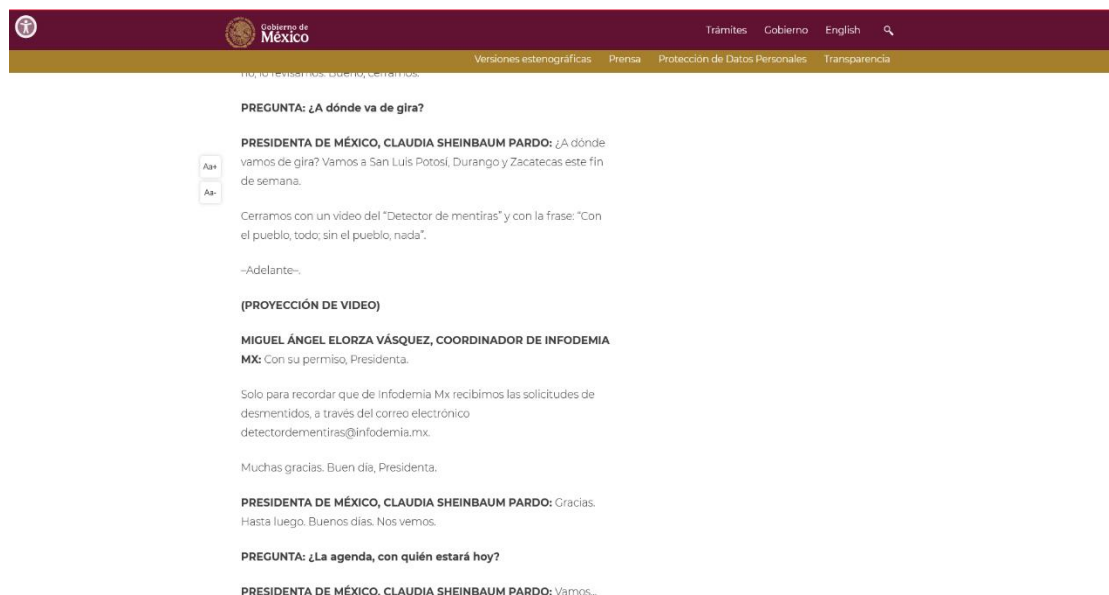 Gobierno de
México
Trámites Gobierno English
Versiones estenográficas Prensa Protección de Datos Personales Transparencia
no, lo revisamos. Bueno, cerramos.
PREGUNTA: ¿A dónde va de gira?
PRESIDENTA DE MÉXICO, CLAUDIA SHEINBAUM PARDO: ¿A dónde
vamos de gira? Vamos a San Luis Potosí, Durango y Zacatecas este fin
de semana.
Aa+
Aa-
Cerramos con un video del "Detector de mentiras" y con la frase: "Con
el pueblo, todo; sin el pueblo, nada".
–Adelante–.
(PROYECCIÓN DE VIDEO)
MIGUEL ÁNGEL ELORZA VÁSQUEZ, COORDINADOR DE INFODEMIA
MX: Con su permiso, Presidenta.
Solo para recordar que de Infodemia Mx recibimos las solicitudes de
desmentidos, a través del correo electrónico
detectordementiras@infodemia.mx.
Muchas gracias. Buen día, Presidenta.
PRESIDENTA DE MÉXICO, CLAUDIA SHEINBAUM PARDO: Gracias.
Hasta luego. Buenos días. Nos vemos.
PREGUNTA: ¿La agenda, con quién estará hoy?
PRESIDENTA DE MÉXICO, CLAUDIA SHEINBAUM PARDO: Vamos...